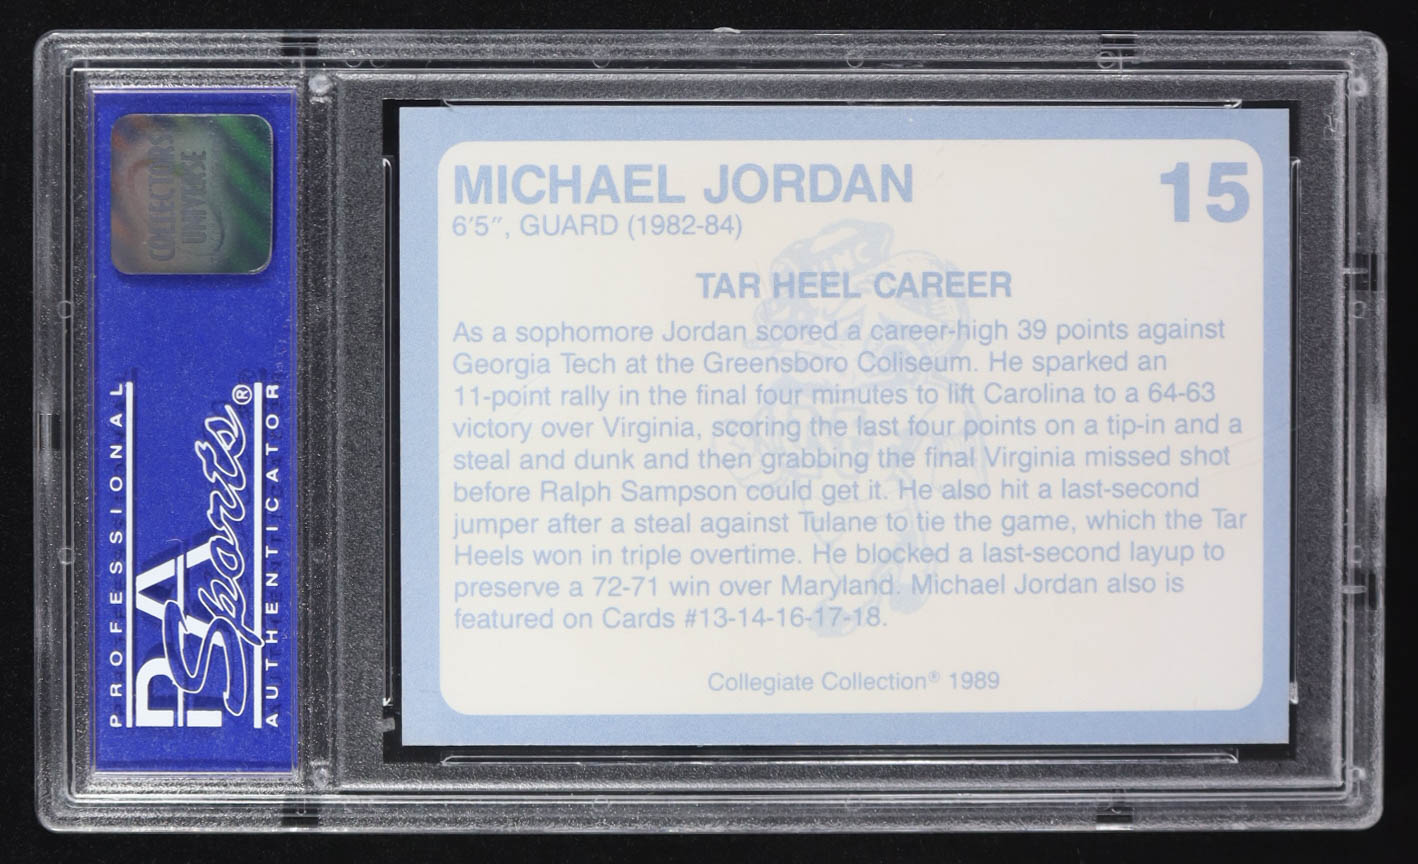 COLLECTORS
UNIVERSE
PROFESSIONAL
PSA
Sports®
AUTHENTICATOR
MICHAEL JORDAN
15
6'5", GUARD (1982-84)
UNC
TAR HEEL CAREER
As a sophomore Jordan scored a career-high 39 points against
Georgia Tech at the Greensboro Coliseum. He sparked an
11-point rally in the final four minutes to lift Carolina to a 64-63
victory over Virginia, scoring the last four points on a tip-in and a
steal and dunk and then grabbing the final Virginia missed shot
before Ralph Sampson could get it. He also hit a last-second
jumper after a steal against Tulane to tie the game, which the Tar
Heels won in triple overtime. He blocked a last-second layup to
preserve a 72-71 win over Maryland. Michael Jordan also is
featured on Cards #13-14-16-17-18.
Collegiate Collection® 1989